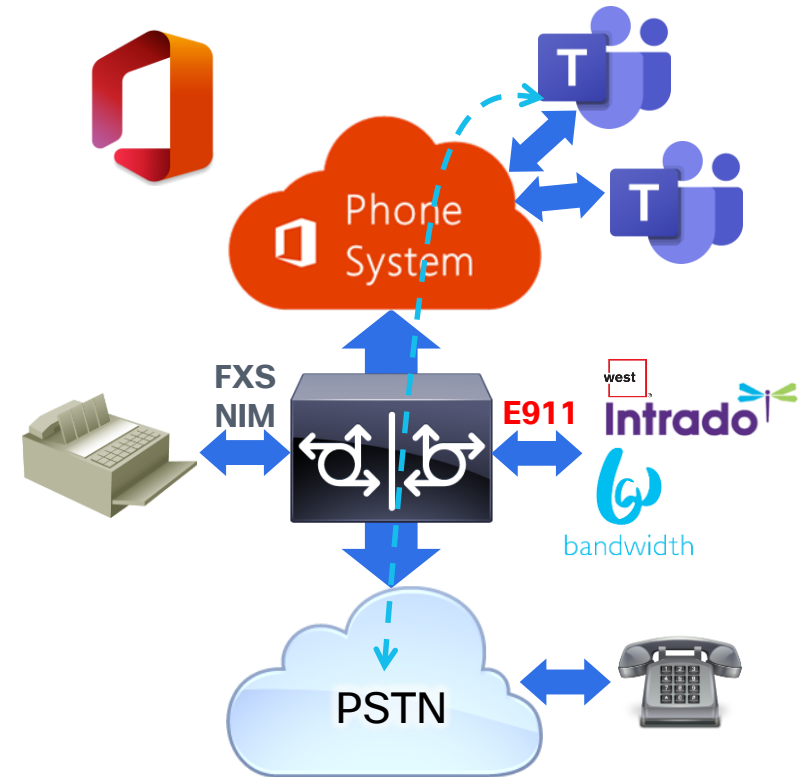 T
T
Phone
System
FXS
NIM
E911
west
Intrado
bandwidth
PSTN